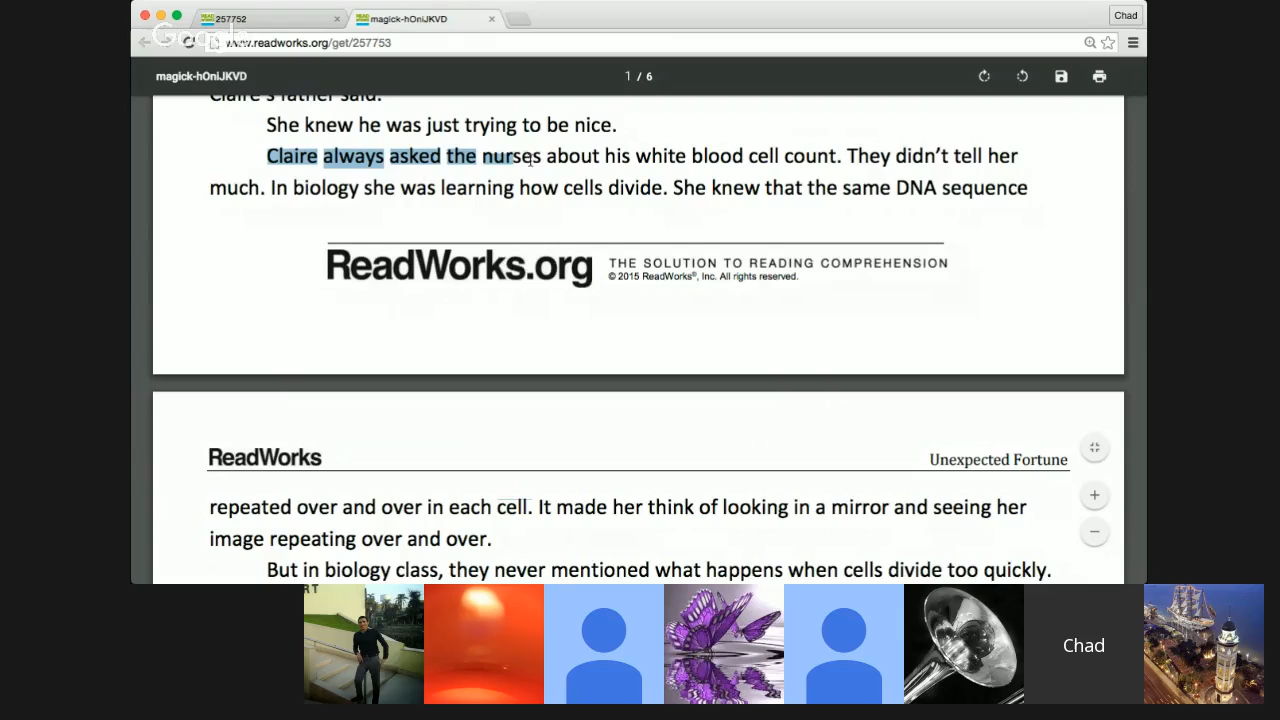 257752
magick-hOniJKVD
Chad
Google
www.readworks.org/get/257753
magick-hOniJKVD
1 / 6
Claire's father said.
She knew he was just trying to be nice.
Claire always asked the nurses about his white blood cell count. They didn't tell her
much. In biology she was learning how cells divide. She knew that the same DNA sequence
ReadWorks.org
THE SOLUTION TO READING COMPREHENSION
© 2015 ReadWorks®, Inc. All rights reserved.
ReadWorks
Unexpected Fortune
repeated over and over in each cell. It made her think of looking in a mirror and seeing her
image repeating over and over.
But in biology class, they never mentioned what happens when cells divide too quickly.
Chad